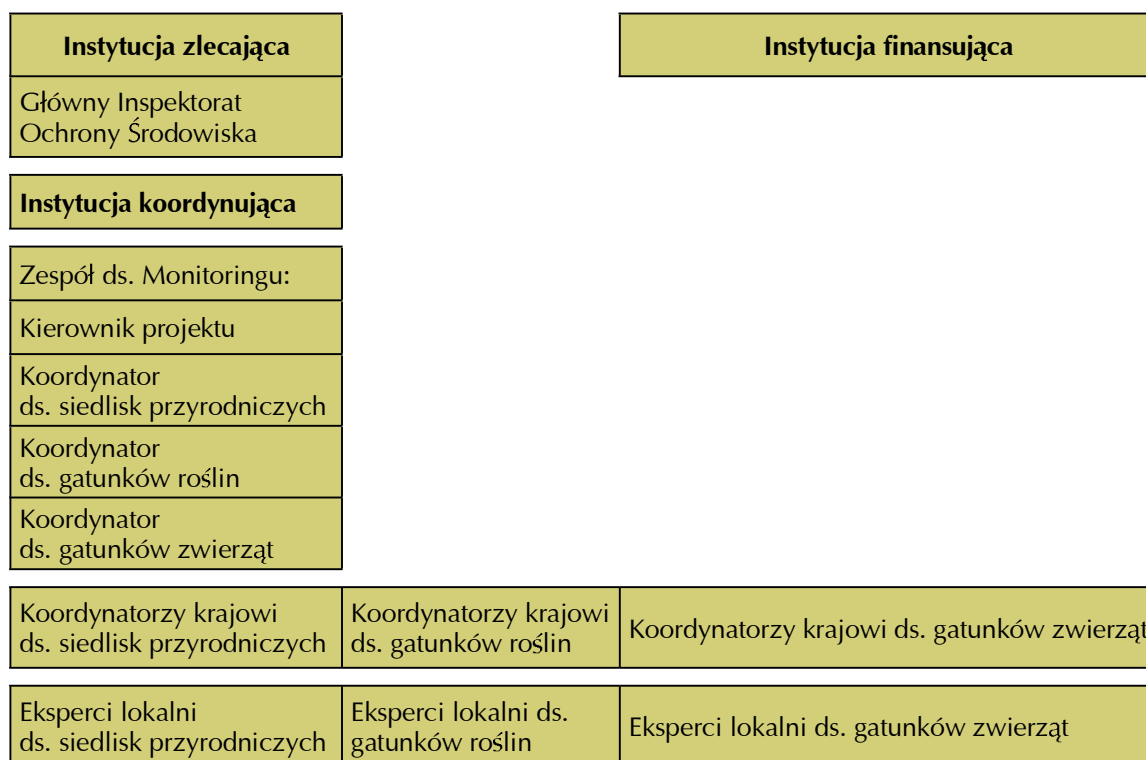 Instytucja zlecająca
Instytucja finansująca
Główny Inspektorat
Ochrony Środowiska
Instytucja koordynująca
Zespół ds. Monitoringu:
Kierownik projektu
Koordynator
ds. siedlisk przyrodniczych
Koordynator
ds. gatunków roślin
Koordynator
ds. gatunków zwierząt
Koordynatorzy krajowi
ds. siedlisk przyrodniczych
Koordynatorzy krajowi
ds. gatunków roślin
Koordynatorzy krajowi ds. gatunków zwierząt
Eksperci lokalni
ds. siedlisk przyrodniczych
Eksperci lokalni ds.
gatunków roślin
Eksperci lokalni ds. gatunków zwierząt